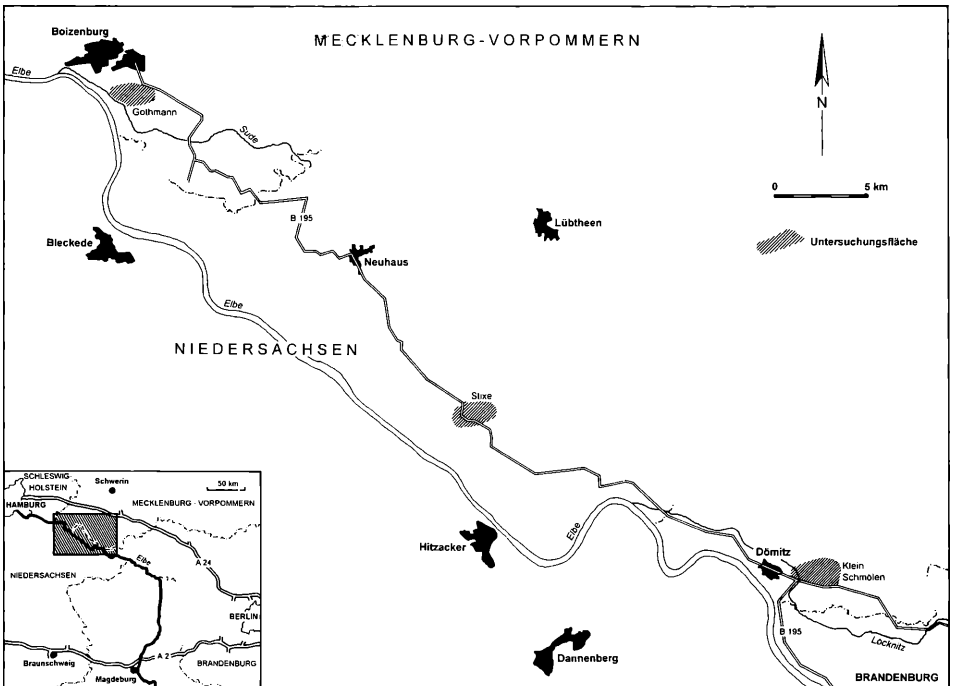 Boizenburg
MECKLENBURG-VORPOMMERN
Elbe
Gothmann
N
Sude
0 5 km
B 195
Lübtheen
Bleckede
Untersuchungsfläche
Neuhaus
Elbe
NIEDERSACHSEN
Stixe
Elbe
Hitzacker
Dömitz
Klein
Schmölen
B 195
Löcknitz
Dannenberg
BRANDENBURG
SCHLESWIG-
HOLSTEIN
Schwerin
50 km
HAMBURG
MECKLENBURG - VORPOMMERN
Elbe
A 24
NIEDERSACHSEN
BERLIN
A 2
Braunschweig
BRANDENBURG
Magdeburg